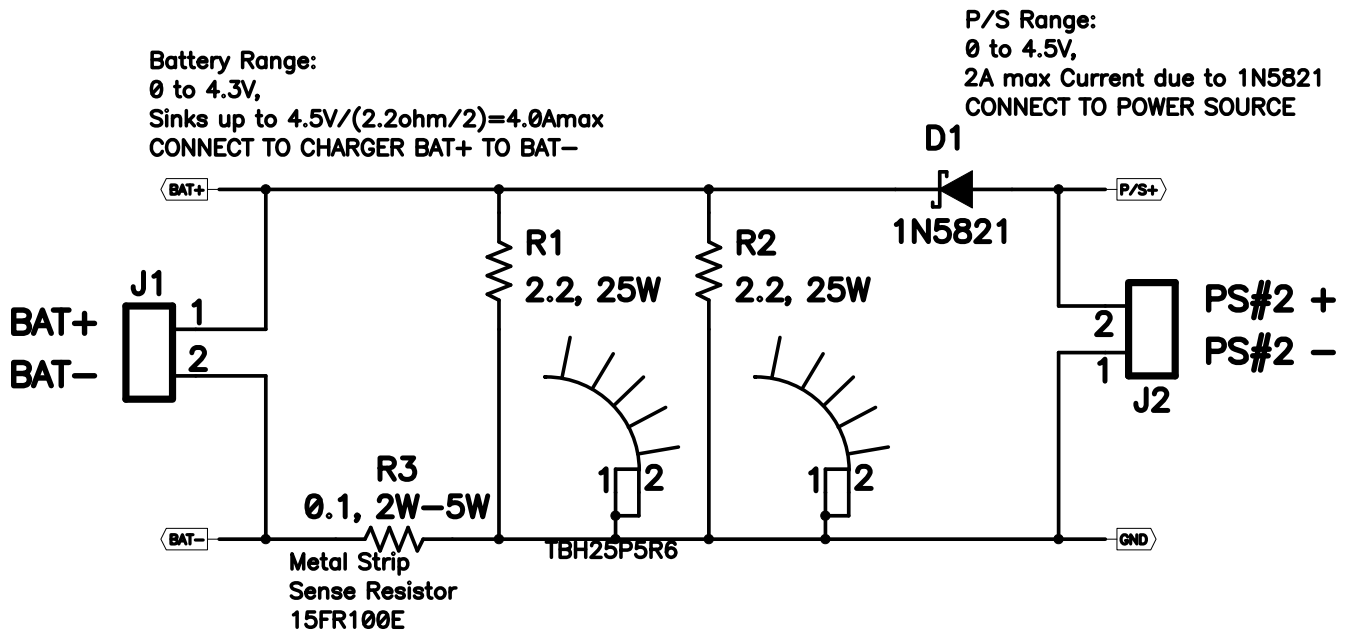 P/S Range:
0 to 4.5V,
2A max Current due to 1N5821
CONNECT TO POWER SOURCE
Battery Range:
0 to 4.3V,
Sinks up to 4.5V/(2.2ohm/2)=4.0Amax
CONNECT TO CHARGER BAT+ TO BAT-
D1
BAT+
P/S+
1N5821
R1
2.2, 25W
R2
2.2, 25W
J1
BAT+
1
BAT-
2
PS#2 +
2
PS#2 -
1
J2
R3
0.1, 2W-5W
1 2
1 2
BAT-
GND
TBH25P5R6
Metal Strip
Sense Resistor
15FR100E